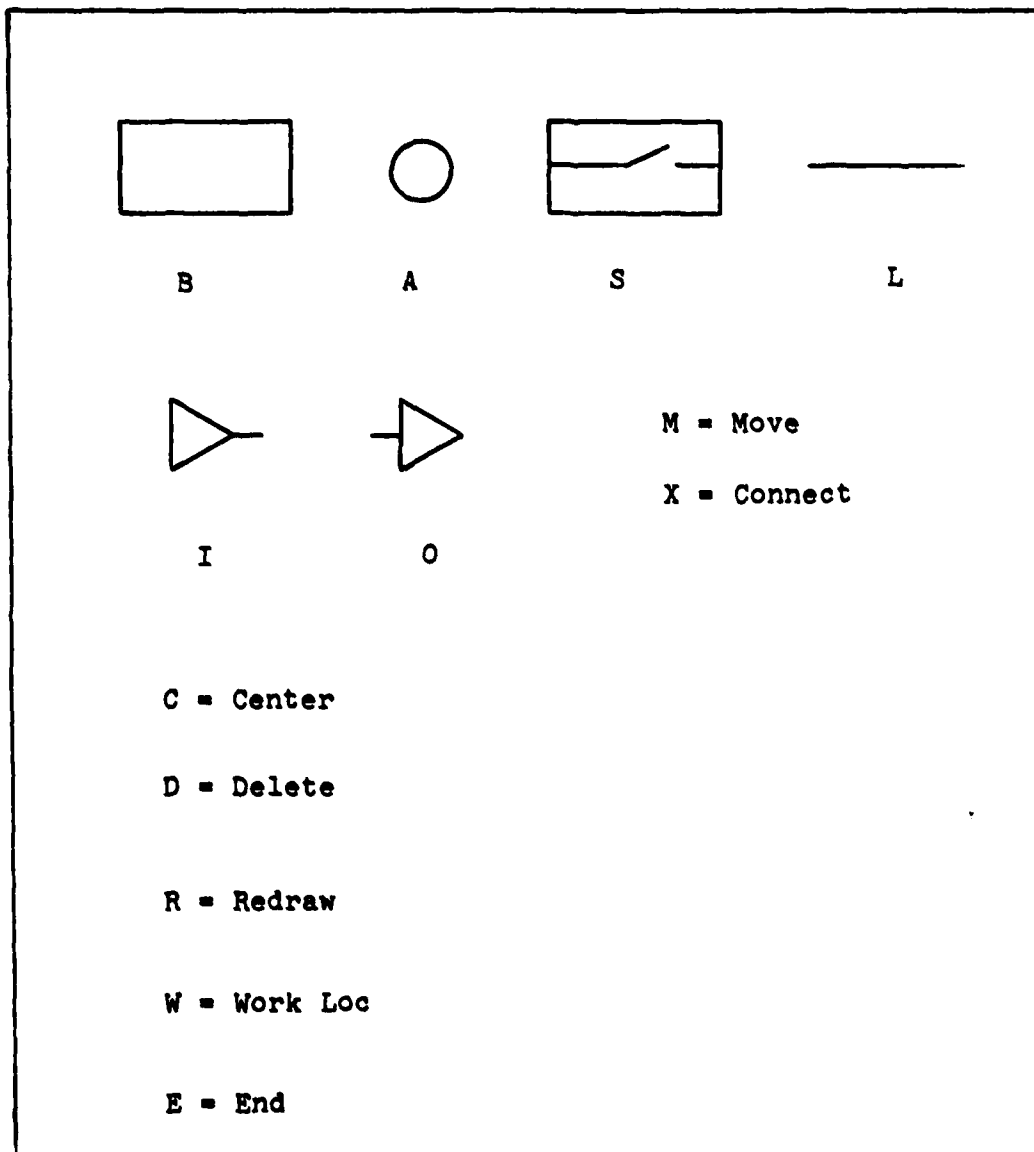 B A S L
M = Move
X = Connect
I O
C = Center
D = Delete
R = Redraw
W = Work Loc
E = End